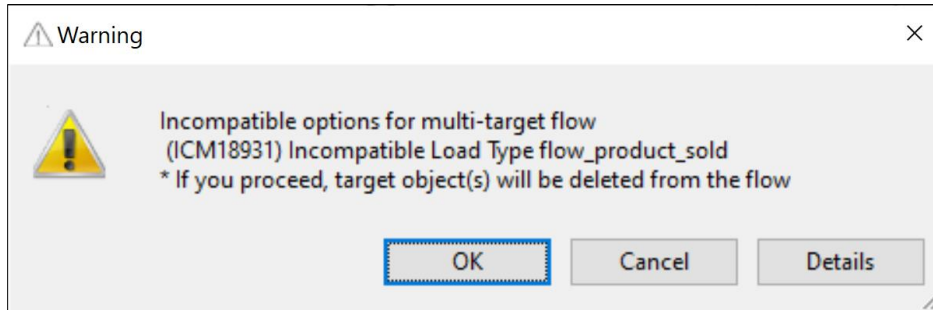 Warning
Incompatible options for multi-target flow
(ICM18931) Incompatible Load Type flow_product_sold
* If you proceed, target object(s) will be deleted from the flow
OK
Cancel
Details